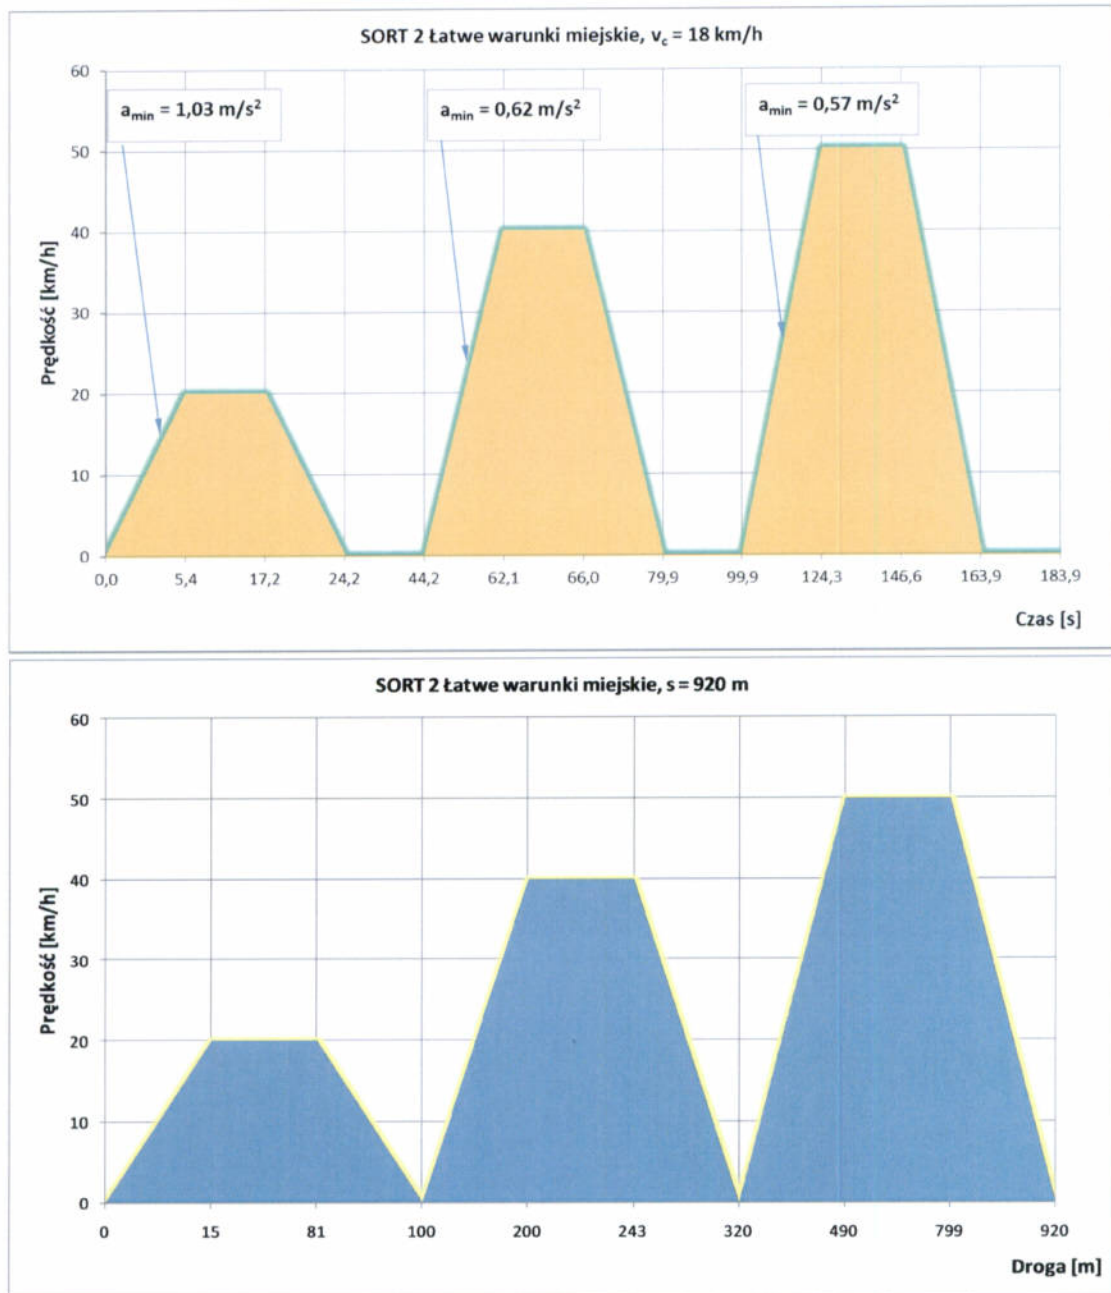 SORT 2 Łatwe warunki miejskie, vc = 18 km/h
60
50
40
30
20
10
0
Prędkość [km/h]
amin = 1,03 m/s²
amin = 0,62 m/s²
amin = 0,57 m/s²
0,0 5,4 17,2 24,2 44,2 62,1 66,0 79,9 99,9 124,3 146,6 163,9 183,9
Czas [s]
SORT 2 Łatwe warunki miejskie, s = 920 m
60
50
40
30
20
10
0
Prędkość [km/h]
0 15 81 100 200 243 320 490 799 920
Droga [m]